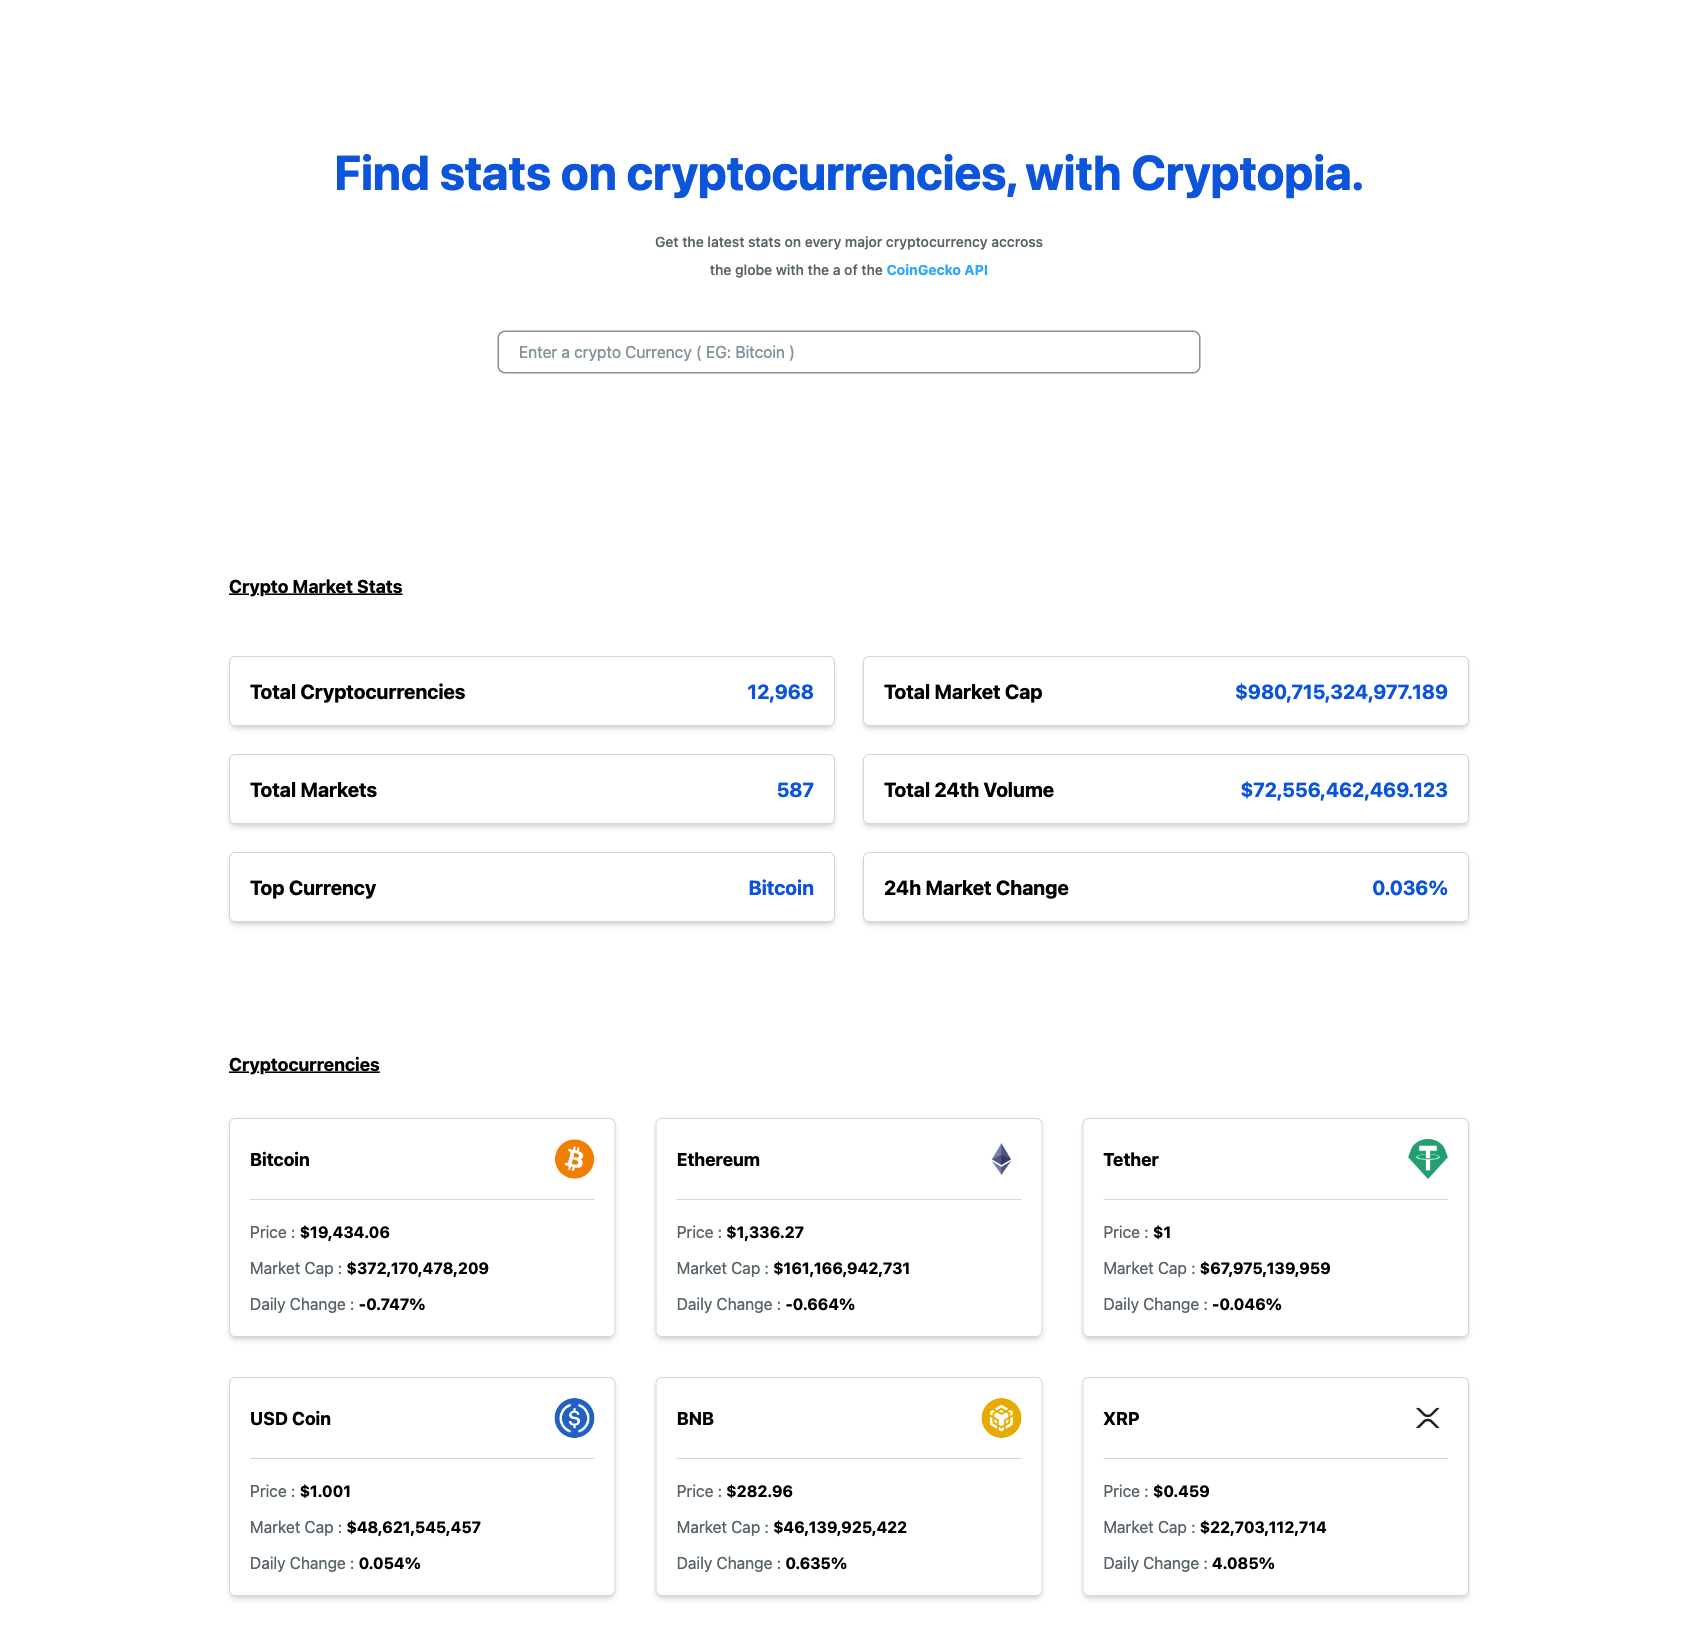 Find stats on cryptocurrencies, with Cryptopia.
Get the latest stats on every major cryptocurrency accross
the globe with the a of the CoinGecko API
Enter a crypto Currency ( EG: Bitcoin )
Crypto Market Stats
Total Cryptocurrencies 12,968
Total Market Cap $980,715,324,977.189
Total Markets 587
Total 24th Volume $72,556,462,469.123
Top Currency Bitcoin
24h Market Change 0.036%
Cryptocurrencies
Bitcoin
Price : $19,434.06
Market Cap : $372,170,478,209
Daily Change : -0.747%
Ethereum
Price : $1,336.27
Market Cap : $161,166,942,731
Daily Change : -0.664%
Tether
Price : $1
Market Cap : $67,975,139,959
Daily Change : -0.046%
USD Coin
Price : $1.001
Market Cap : $48,621,545,457
Daily Change : 0.054%
BNB
Price : $282.96
Market Cap : $46,139,925,422
Daily Change : 0.635%
XRP
Price : $0.459
Market Cap : $22,703,112,714
Daily Change : 4.085%